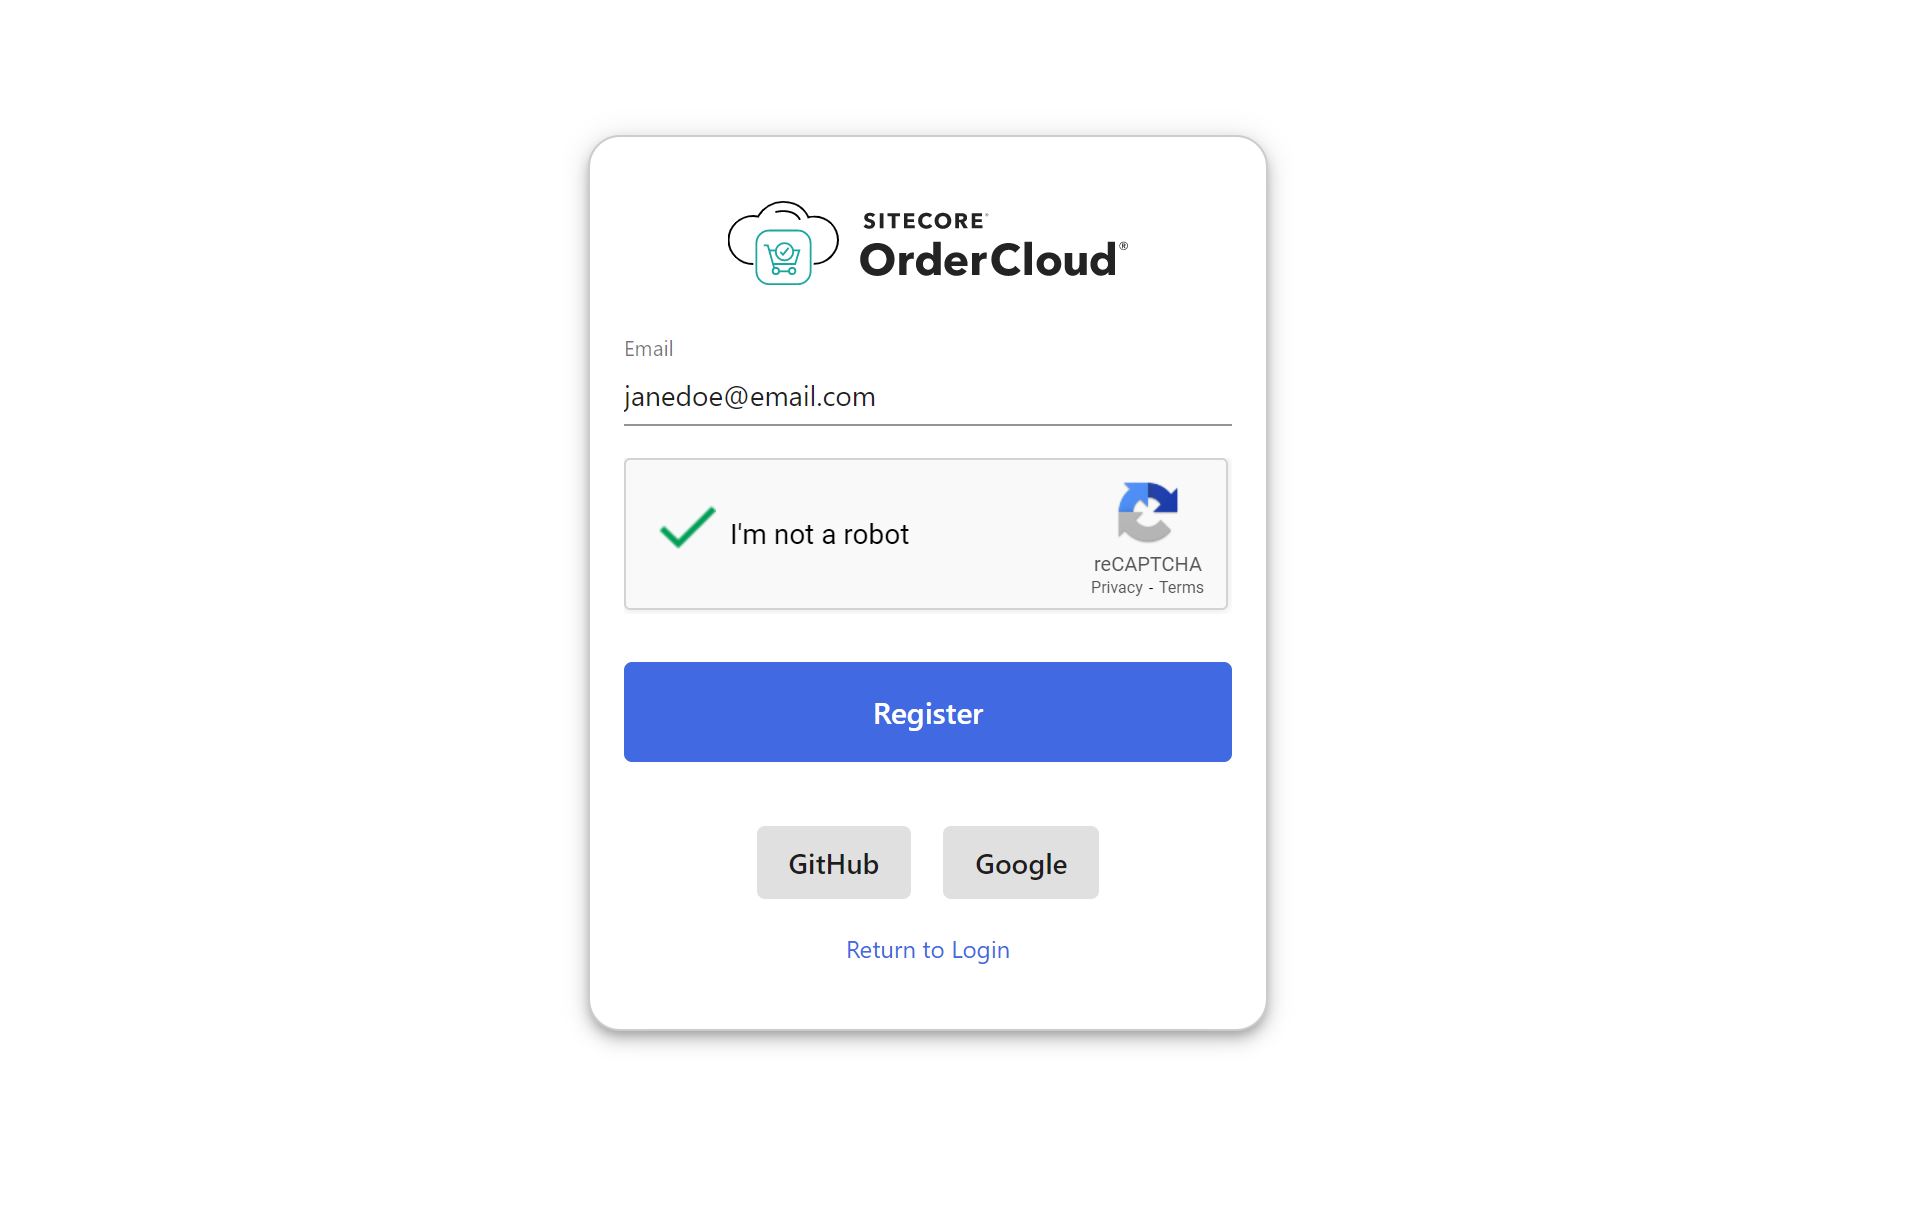 SITECORE®
OrderCloud®
Email
janedoe@email.com
I'm not a robot
reCAPTCHA
Privacy - Terms
Register
GitHub Google
Return to Login